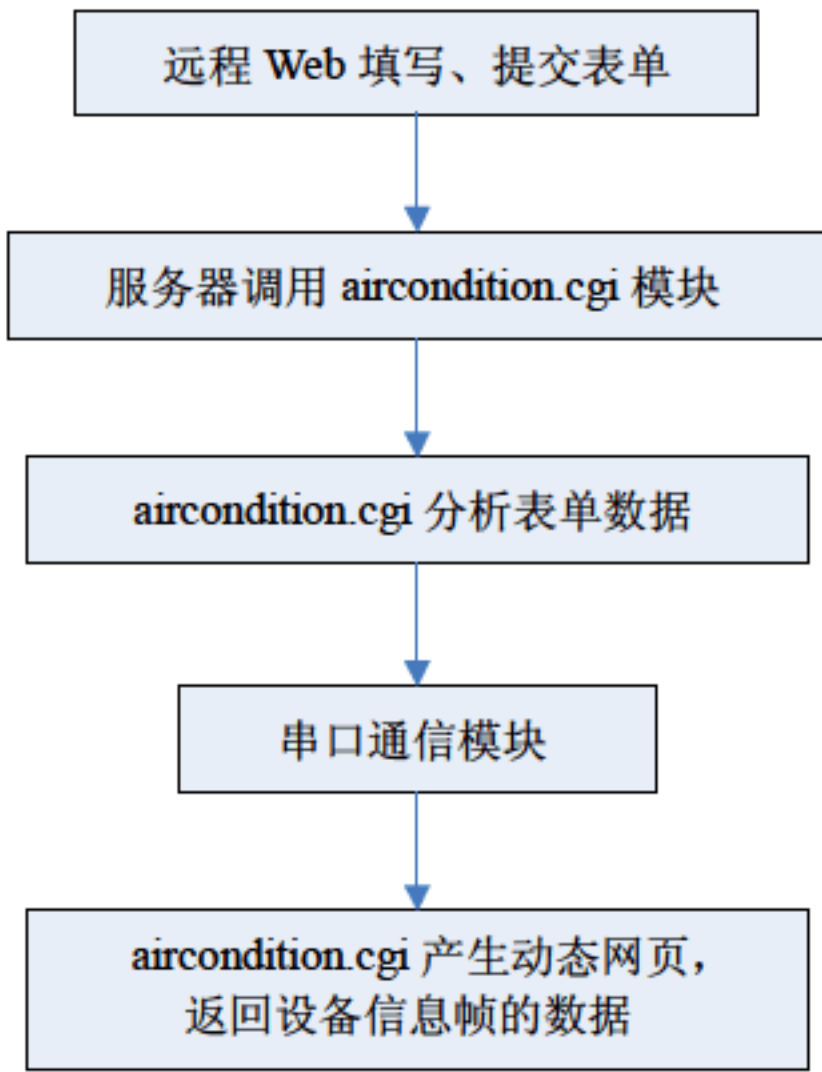 远程 Web 填写、提交表单
服务器调用 aircondition.cgi 模块
aircondition.cgi 分析表单数据
串口通信模块
aircondition.cgi 产生动态网页，
返回设备信息帧的数据